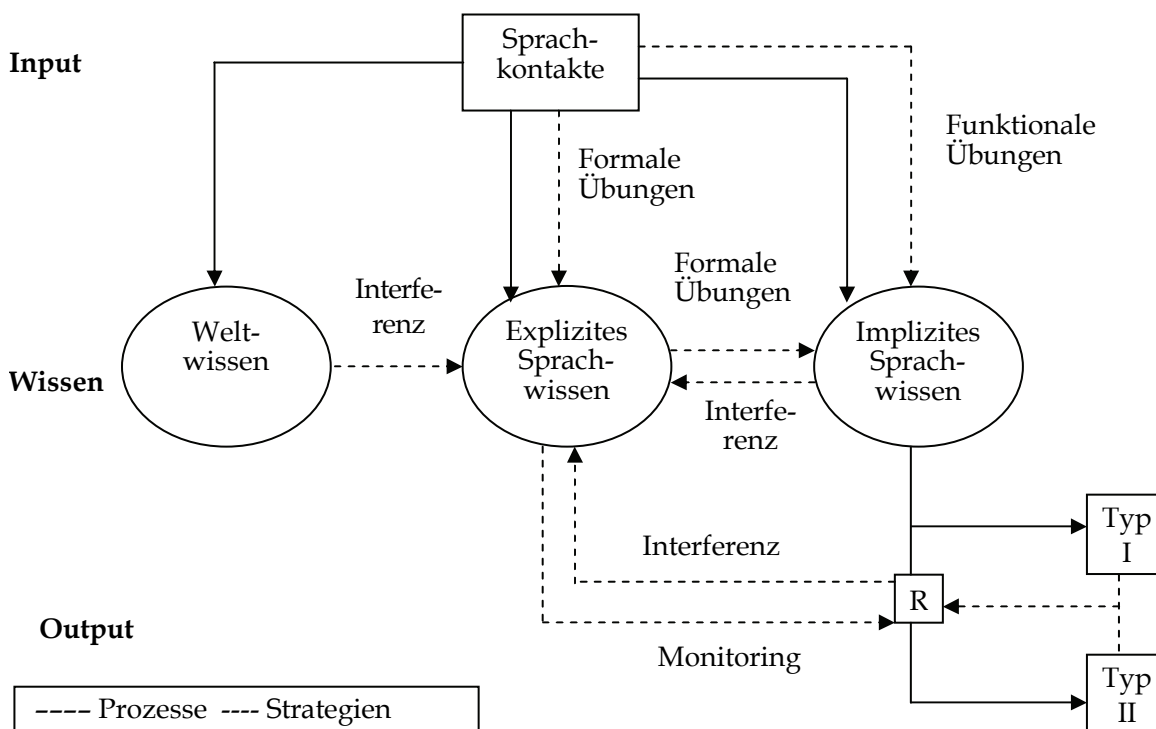 Input
Sprach-
kontakte
Funktionale
Übungen
Formale
Übungen
Formale
Übungen
Interfe-
renz
Wissen
Welt-
wissen
Explizites
Sprach-
wissen
Implizites
Sprach-
wissen
Interfe-
renz
Typ
I
Interferenz
R
Output
Monitoring
Typ
II
Prozesse Strategien